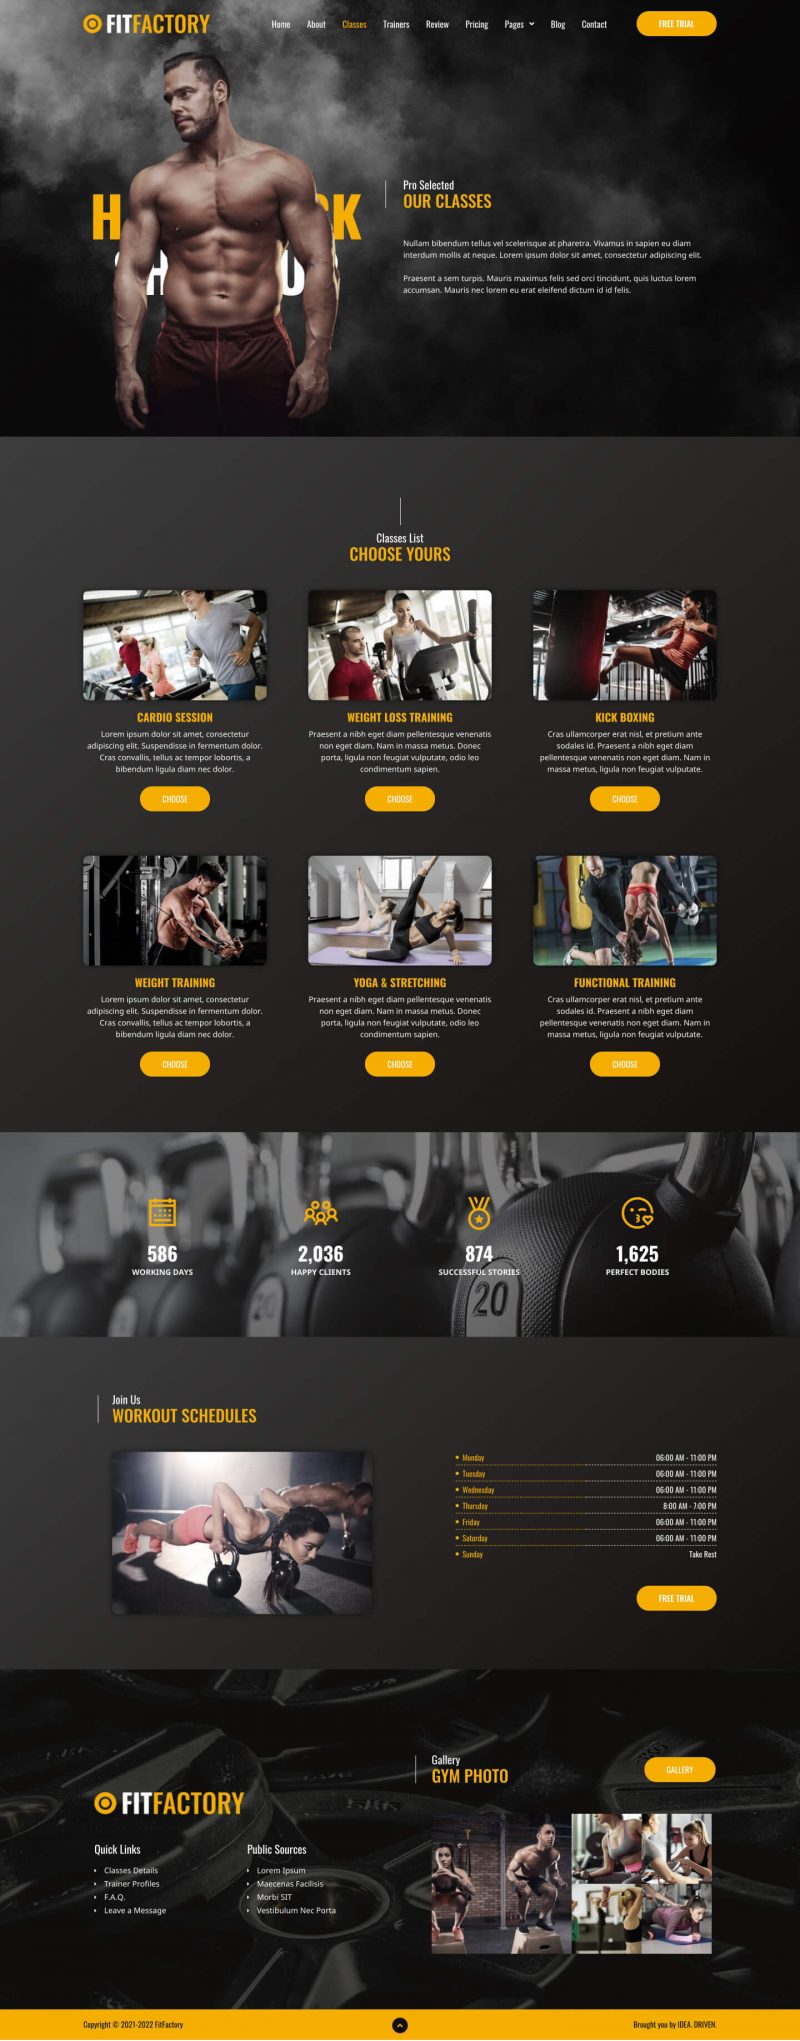 FITFACTORY
Home About Classes Trainers Review Pricing Pages Blog Contact FREE TRIAL
Pro Selected
OUR CLASSES
Nullam bibendum tellus vel scelerisque at pharetra. Vivamus in sapien eu diam
interdum mollis at neque. Lorem ipsum dolor sit amet, consectetur adipiscing elit.
Praesent a sem turpis. Mauris maximus felis sed orci tincidunt, quis luctus lorem
accumsan. Mauris nec lorem eu erat eleifend dictum id id felis.
Classes List
CHOOSE YOURS
CARDIO SESSION
Lorem ipsum dolor sit amet, consectetur
adipiscing elit. Suspendisse in fermentum dolor.
Cras convallis, tellus ac tempor lobortis, a
bibendum ligula diam nec dolor.
CHOOSE
WEIGHT LOSS TRAINING
Praesent a nibh eget diam pellentesque venenatis
non eget diam. Nam in massa metus. Donec
porta, ligula non feugiat vulputate, odio leo
condimentum sapien.
CHOOSE
KICK BOXING
Cras ullamcorper erat nisl, et pretium ante
sodales id. Praesent a nibh eget diam
pellentesque venenatis non eget diam. Nam in
massa metus, ligula non feugiat vulputate.
CHOOSE
WEIGHT TRAINING
Lorem ipsum dolor sit amet, consectetur
adipiscing elit. Suspendisse in fermentum dolor.
Cras convallis, tellus ac tempor lobortis, a
bibendum ligula diam nec dolor.
CHOOSE
YOGA & STRETCHING
Praesent a nibh eget diam pellentesque venenatis
non eget diam. Nam in massa metus. Donec
porta, ligula non feugiat vulputate, odio leo
condimentum sapien.
CHOOSE
FUNCTIONAL TRAINING
Cras ullamcorper erat nisl, et pretium ante
sodales id. Praesent a nibh eget diam
pellentesque venenatis non eget diam. Nam in
massa metus, ligula non feugiat vulputate.
CHOOSE
586
WORKING DAYS
2,036
HAPPY CLIENTS
874
SUCCESSFUL STORIES
1,625
PERFECT BODIES
20
Join Us
WORKOUT SCHEDULES
Monday 06:00 AM - 11:00 PM
Tuesday 06:00 AM - 11:00 PM
Wednesday 06:00 AM - 11:00 PM
Thursday 8:00 AM - 7:00 PM
Friday 06:00 AM - 11:00 PM
Saturday 06:00 AM - 11:00 PM
Sunday Take Rest
FREE TRIAL
FITFACTORY
Quick Links
Classes Details
Trainer Profiles
F.A.Q.
Leave a Message
Public Sources
Lorem Ipsum
Maecenas Facilisis
Morbi SIT
Vestibulum Nec Porta
Gallery
GYM PHOTO
GALLERY
Copyright © 2021-2022 FitFactory
Brought you by IDEA. DRIVEN.